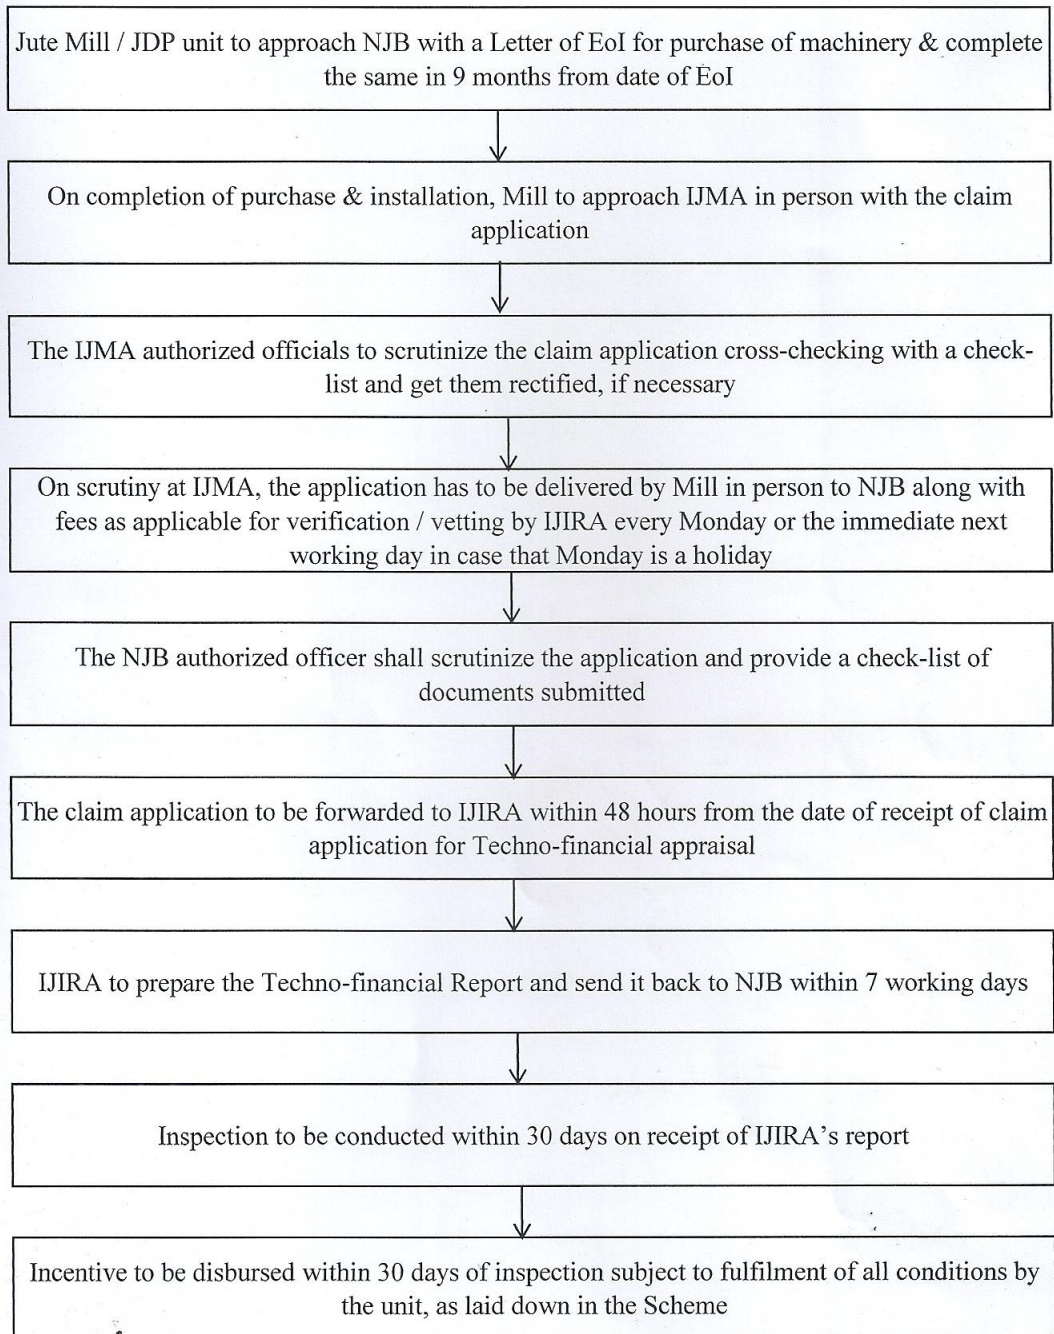 Jute Mill / JDP unit to approach NJB with a Letter of EoI for purchase of machinery & complete
the same in 9 months from date of EoI
On completion of purchase & installation, Mill to approach IJMA in person with the claim
application
The IJMA authorized officials to scrutinize the claim application cross-checking with a check-
list and get them rectified, if necessary
On scrutiny at IJMA, the application has to be delivered by Mill in person to NJB along with
fees as applicable for verification / vetting by IJIRA every Monday or the immediate next
working day in case that Monday is a holiday
The NJB authorized officer shall scrutinize the application and provide a check-list of
documents submitted
The claim application to be forwarded to IJIRA within 48 hours from the date of receipt of claim
application for Techno-financial appraisal
IJIRA to prepare the Techno-financial Report and send it back to NJB within 7 working days
Inspection to be conducted within 30 days on receipt of IJIRA's report
Incentive to be disbursed within 30 days of inspection subject to fulfilment of all conditions by
the unit, as laid down in the Scheme